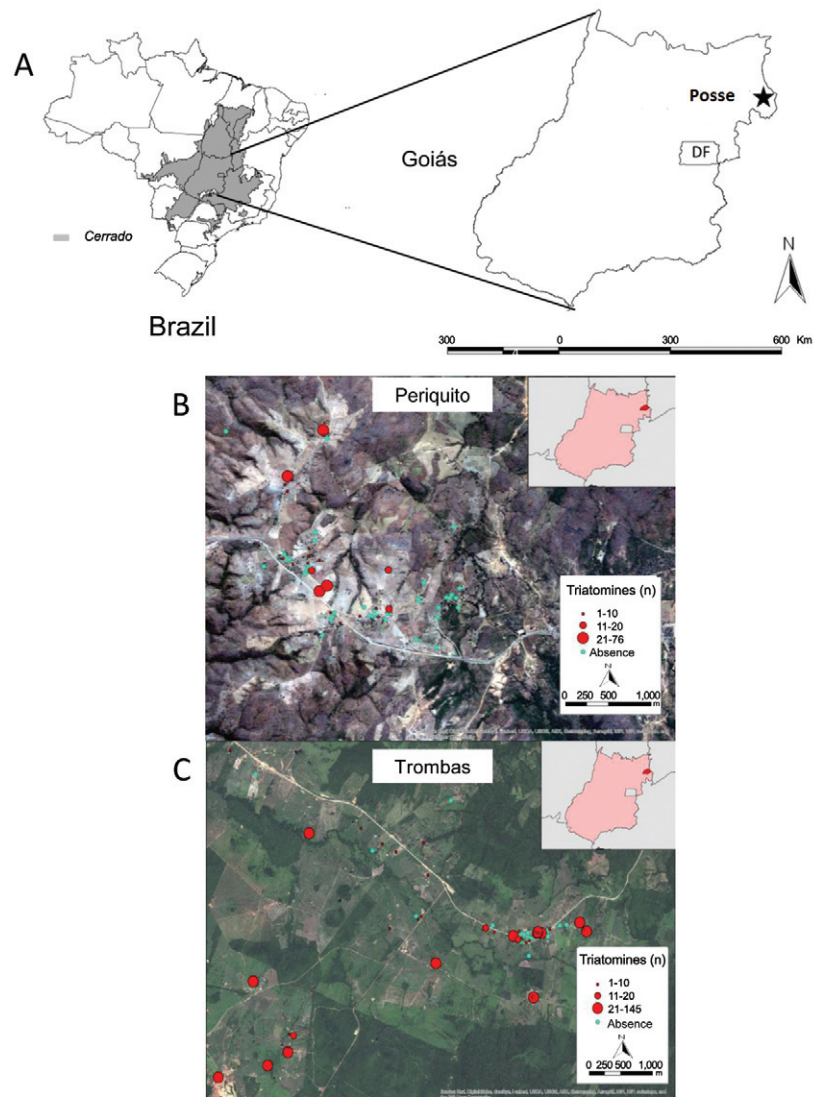 A
Cerrado
Brazil
Goiás
Posse
DF
N
300 0 300 600 Km
B
Periquito
Triatomines (n)
1-10
11-20
21-76
Absence
N
0 250 500 1,000
m
C
Trombas
Triatomines (n)
1-10
11-20
21-145
Absence
N
0 250 500 1,000
m